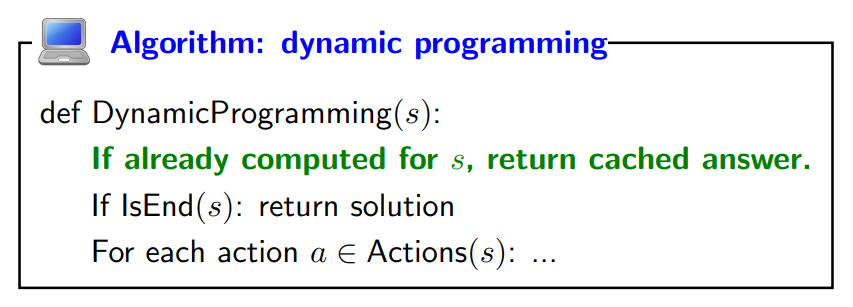 Algorithm: dynamic programming
def DynamicProgramming(s):
If already computed for s, return cached answer.
If IsEnd(s): return solution
For each action a ∈ Actions(s): ...